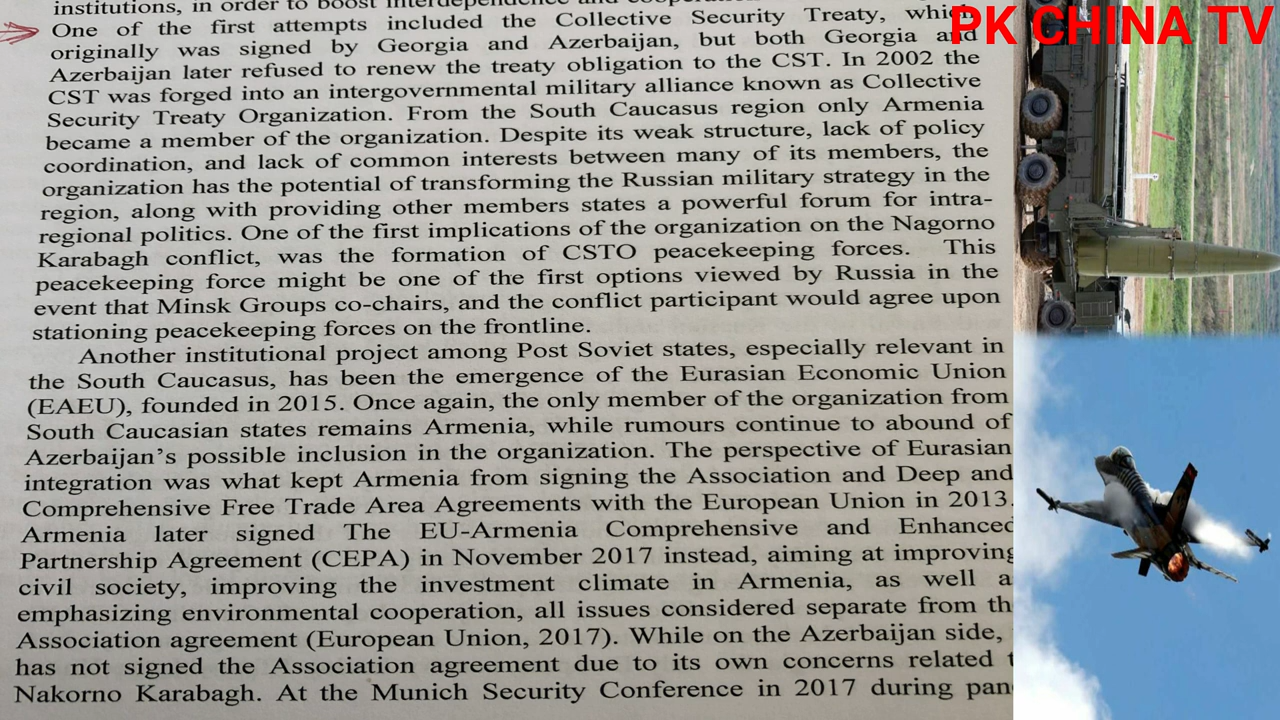 institutions, in order to boost interdependence and
One of the first attempts included the Collective Security Treaty, which
originally was signed by Georgia and Azerbaijan, but both Georgia and
Azerbaijan later refused to renew the treaty obligation to the CST. In 2002 the
CST was forged into an intergovernmental military alliance known as Collective
Security Treaty Organization. From the South Caucasus region only Armenia
became a member of the organization. Despite its weak structure, lack of policy
coordination, and lack of common interests between many of its members, the
organization has the potential of transforming the Russian military strategy in the
region, along with providing other members states a powerful forum for intra-
regional politics. One of the first implications of the organization on the Nagorno
Karabagh conflict, was the formation of CSTO peacekeeping forces. This
peacekeeping force might be one of the first options viewed by Russia in the
event that Minsk Groups co-chairs, and the conflict participant would agree upon
stationing peacekeeping forces on the frontline.
Another institutional project among Post Soviet states, especially relevant in
the South Caucasus, has been the emergence of the Eurasian Economic Union
(EAEU), founded in 2015. Once again, the only member of the organization from
South Caucasian states remains Armenia, while rumours continue to abound of
Azerbaijan's possible inclusion in the organization. The perspective of Eurasian
integration was what kept Armenia from signing the Association and Deep and
Comprehensive Free Trade Area Agreements with the European Union in 2013.
Armenia later signed The EU-Armenia Comprehensive and Enhanced
Partnership Agreement (CEPA) in November 2017 instead, aiming at improving
civil society, improving the investment climate in Armenia, as well a
emphasizing environmental cooperation, all issues considered separate from th
Association agreement (European Union, 2017). While on the Azerbaijan side,
has not signed the Association agreement due to its own concerns related t
Nakorno Karabagh. At the Munich Security Conference in 2017 during pan
PK CHINA TV